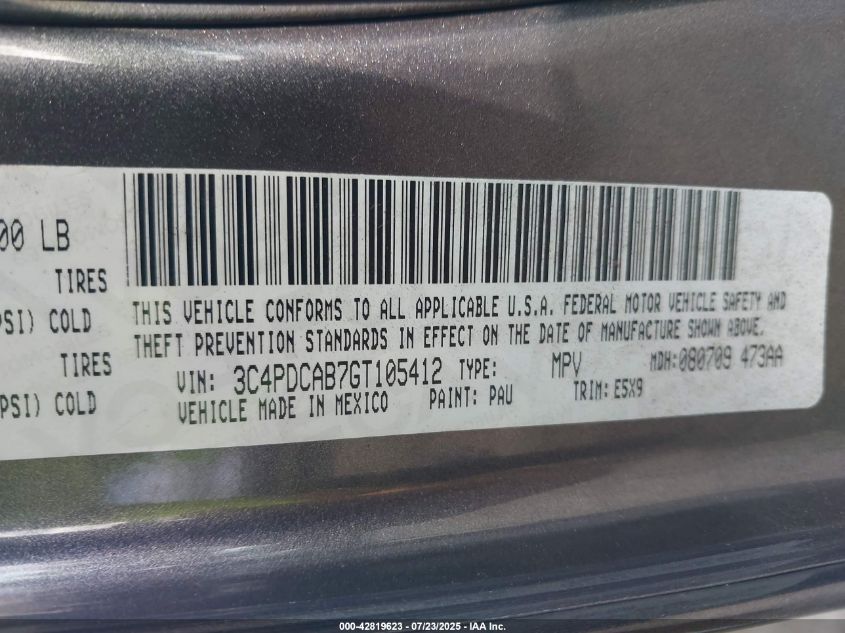 00 LB
TIRES
PSI) COLD
TIRES
PSI) COLD
THIS VEHICLE CONFORMS TO ALL APPLICABLE U.S.A. FEDERAL MOTOR VEHICLE SAFETY AND
THEFT PREVENTION STANDARDS IN EFFECT ON THE DATE OF MANUFACTURE SHOWN ABOVE.
VIN: 3C4PDCAB7GT105412 TYPE: MPV MDH: 080709 473AA
VEHICLE MADE IN MEXICO PAINT: PAU TRIM: E5X9
000-42819623 - 07/23/2025 - IAA Inc.